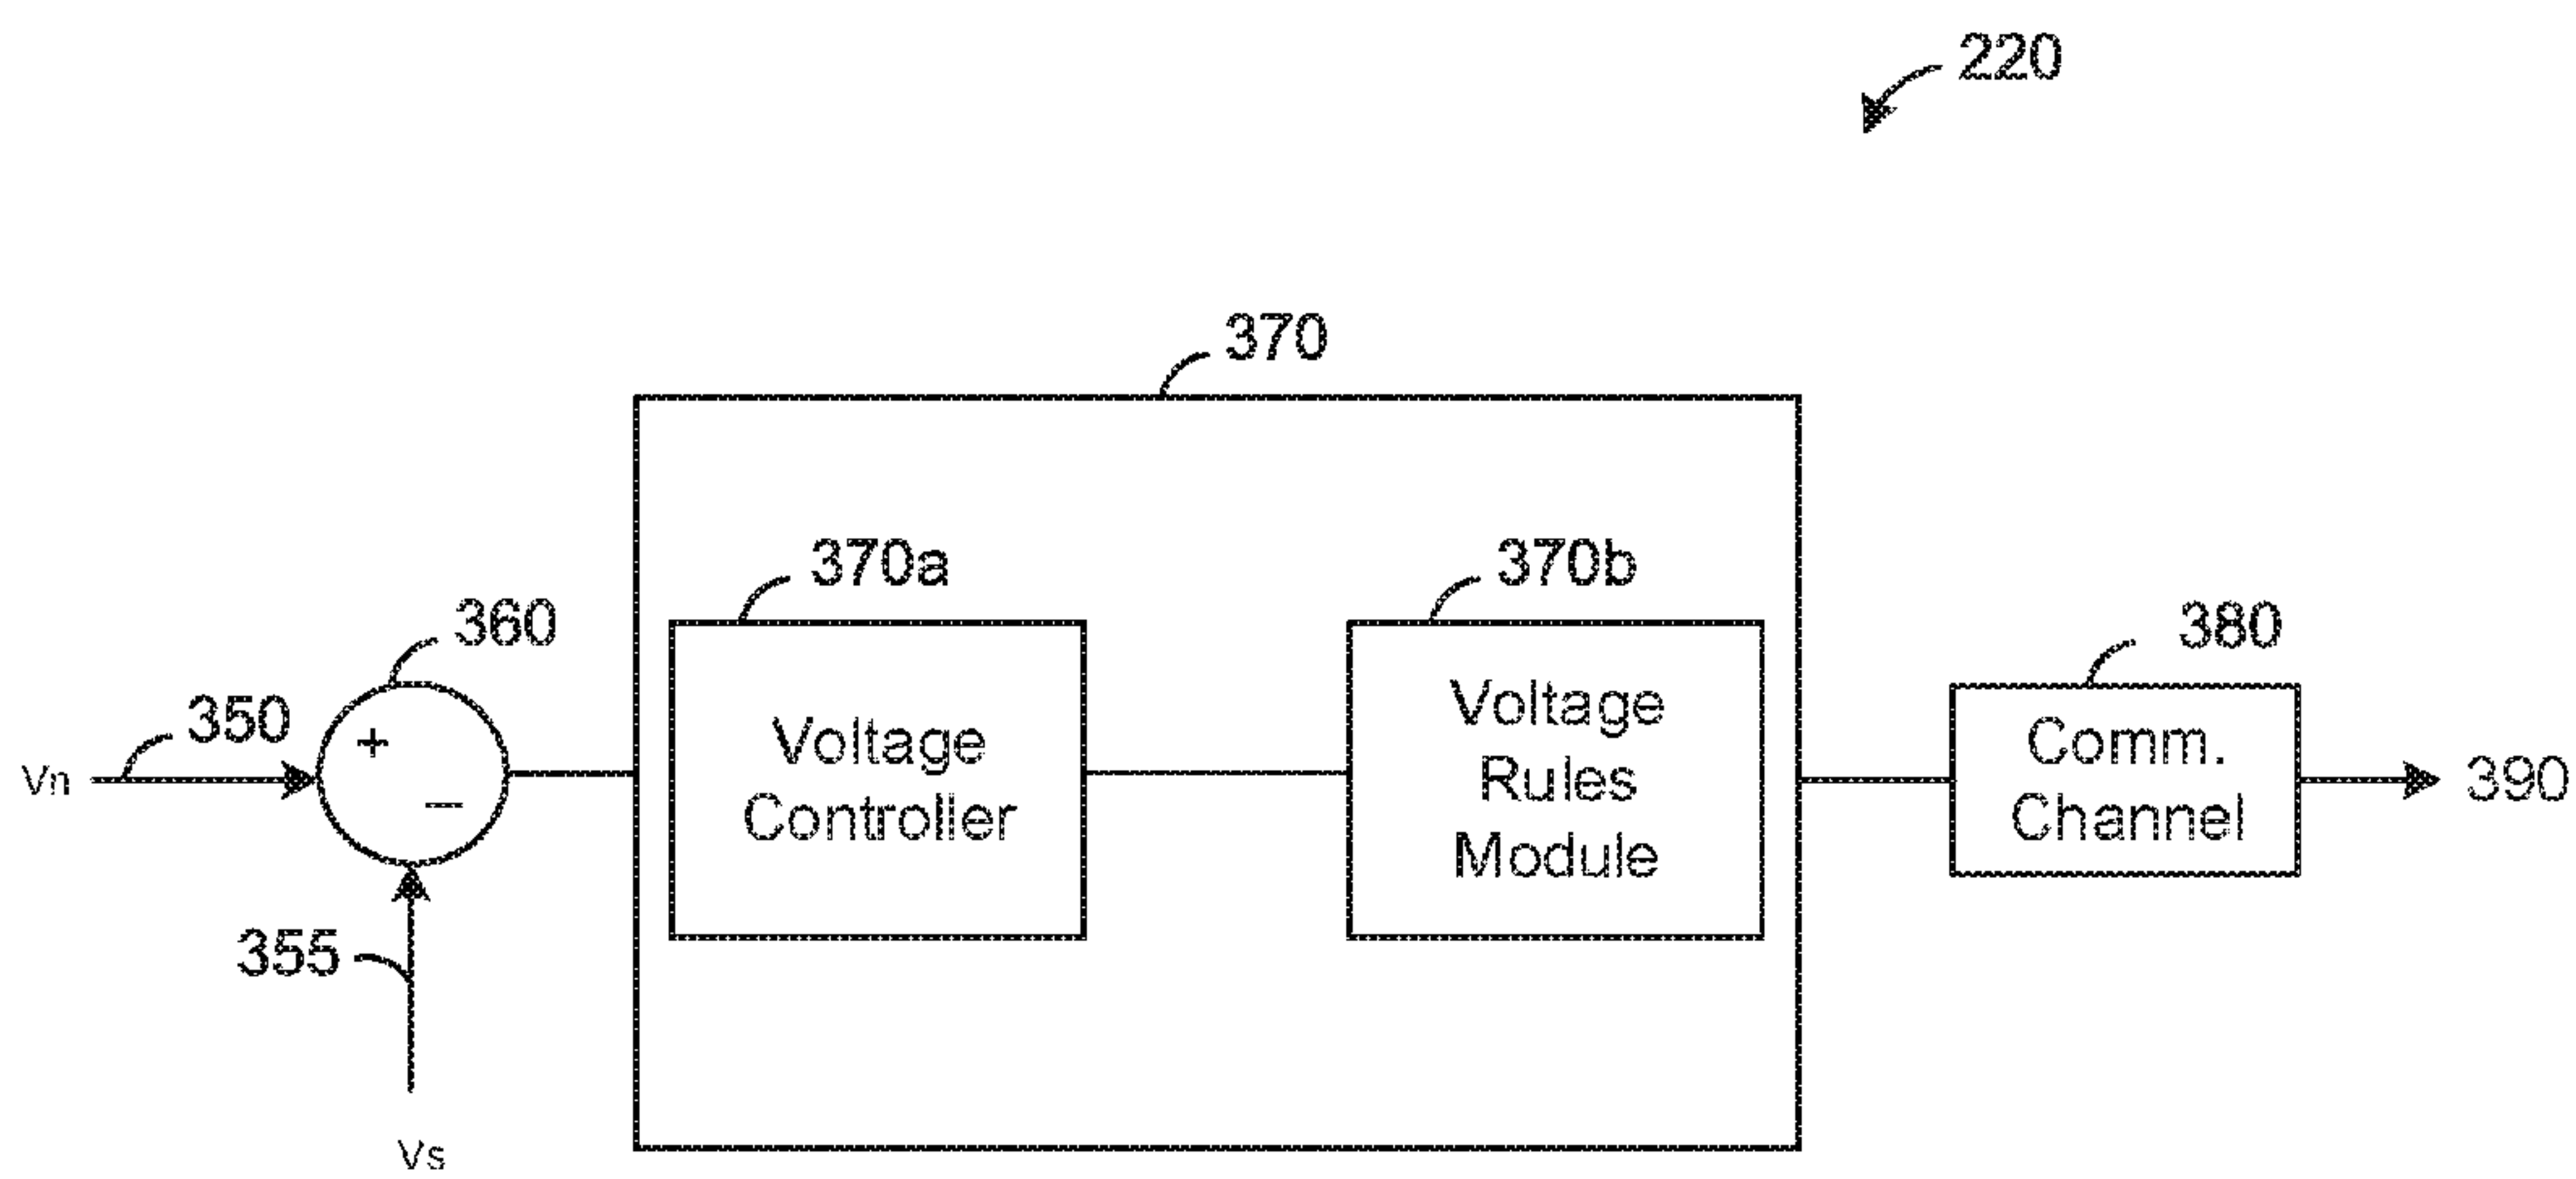 220
370
370a
370b
360
380
350
Voltage
Controller
Voltage
Rules
Module
Comm.
Channel
Vn
+
−
390
355
Vs